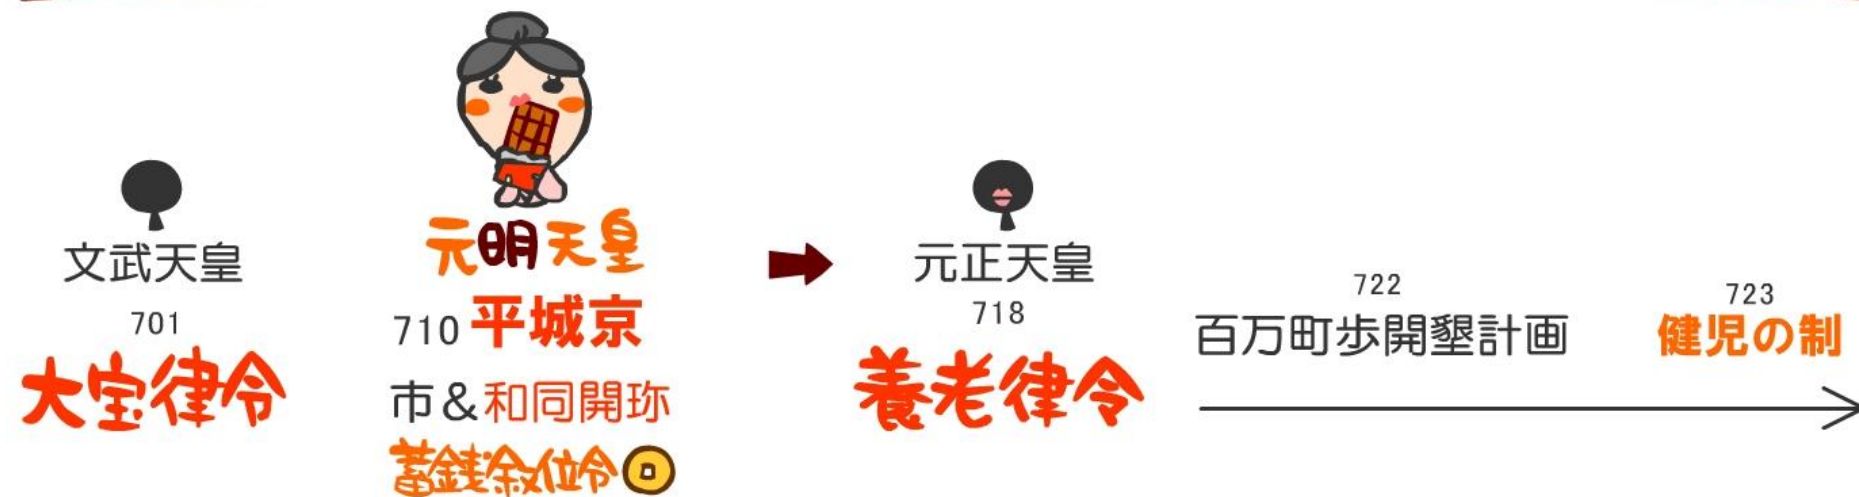 文武天皇
701
大宝律令
元明天皇
710 平城京
市&和同開珎
蓄銭叙位令
元正天皇
718
養老律令
722
百万町歩開墾計画
723
健児の制